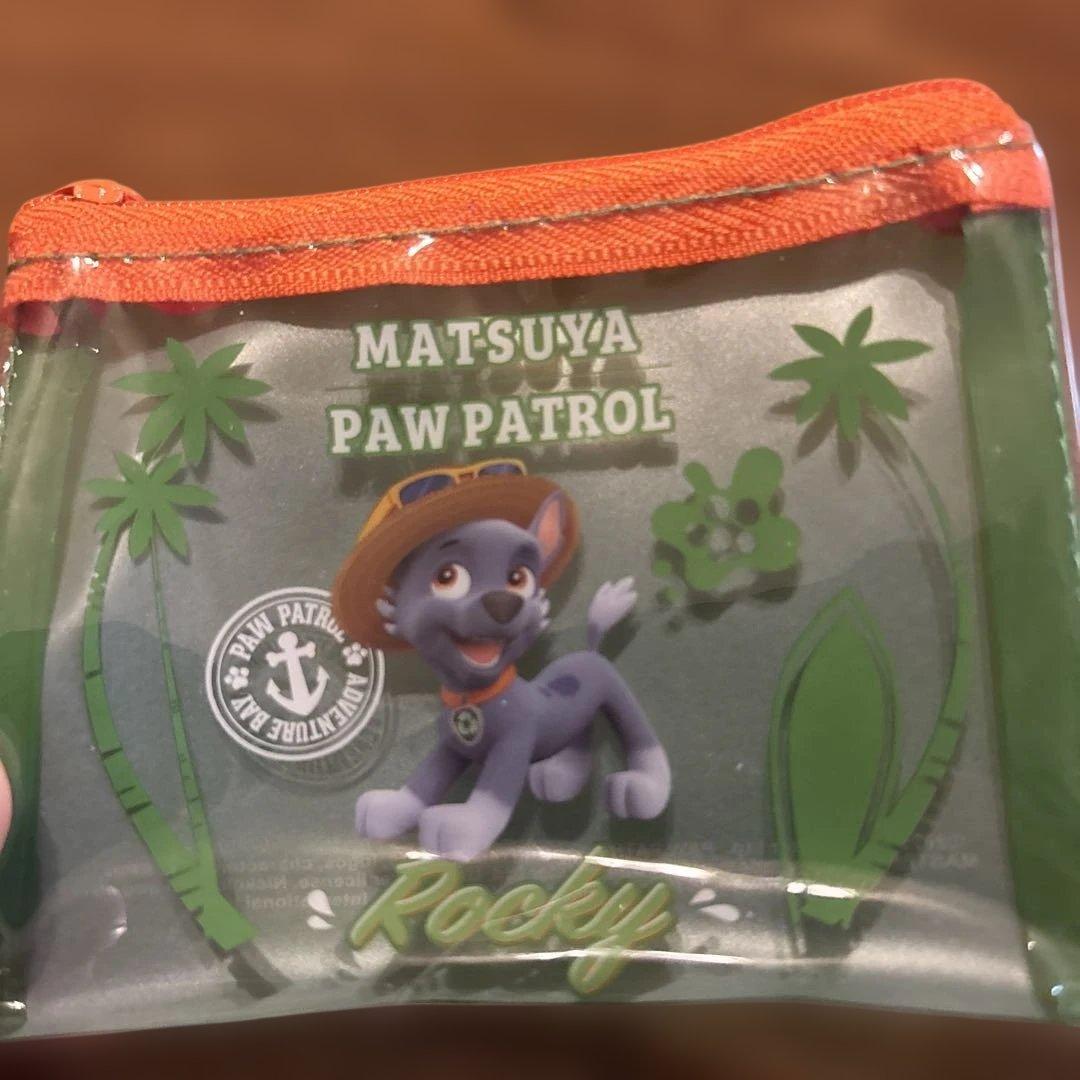 MATSUYA
PAW PATROL
PAW PATROL
ADVENTURE BAY
Rocky